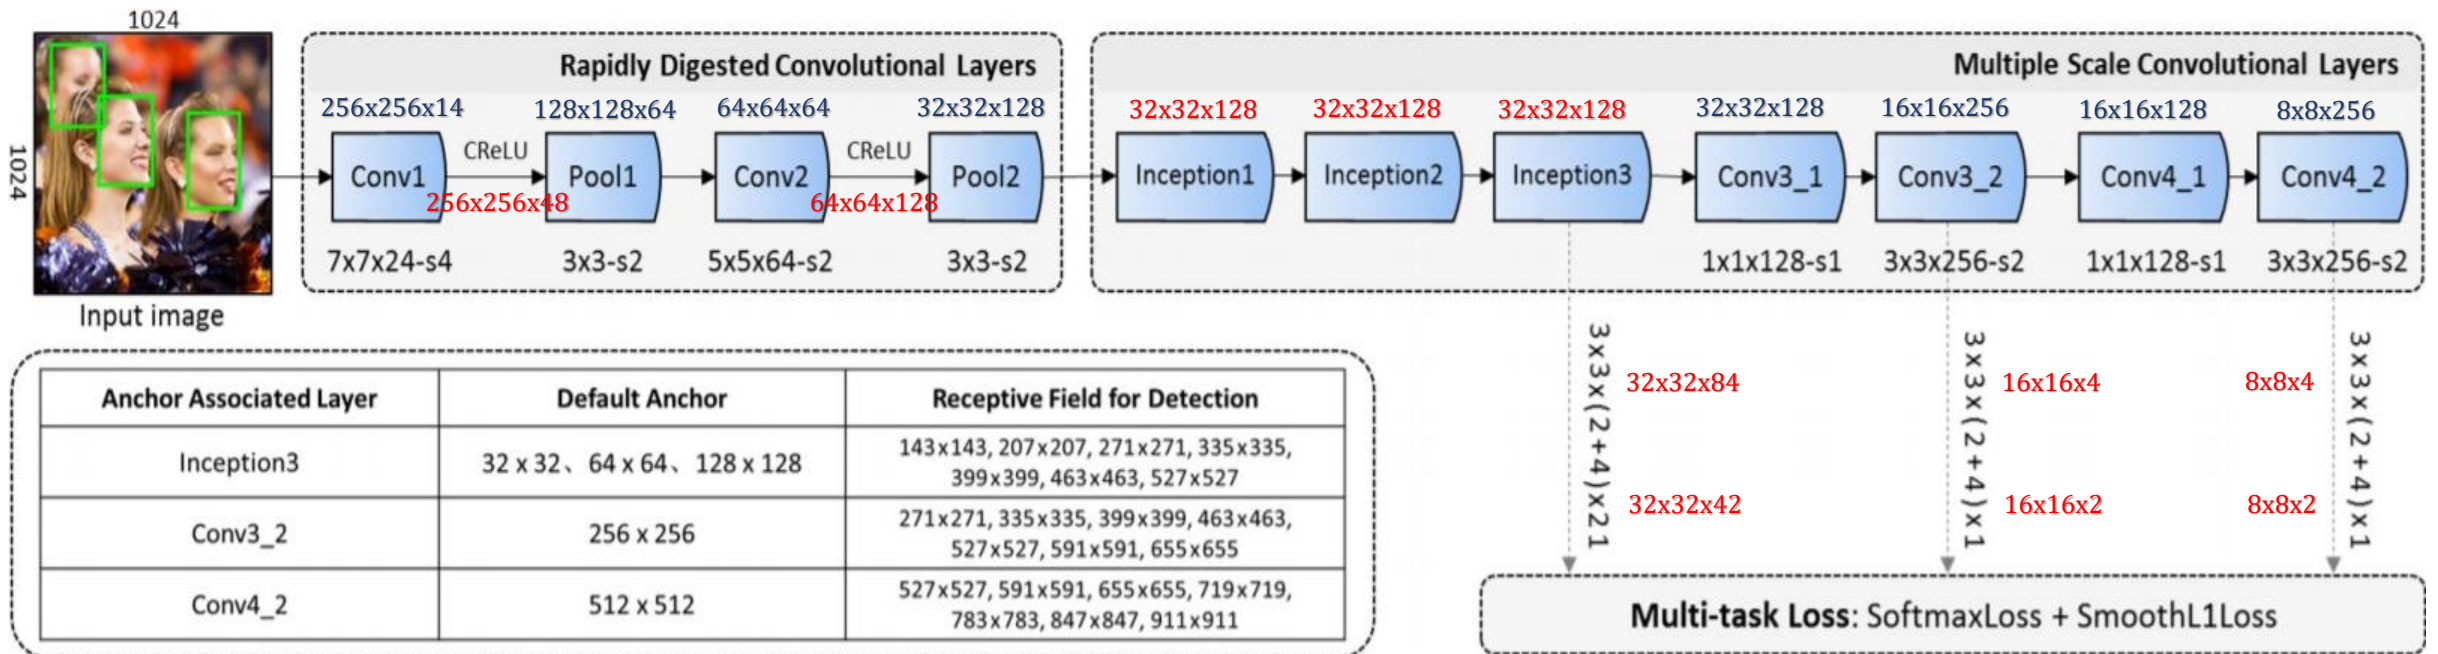 1024
1024
Input image
Rapidly Digested Convolutional Layers
256x256x14
128x128x64
64x64x64
32x32x128
Conv1
CReLU
Pool1
Conv2
CReLU
Pool2
256x256x48
64x64x128
7x7x24-s4
3x3-s2
5x5x64-s2
3x3-s2
Multiple Scale Convolutional Layers
32x32x128
32x32x128
32x32x128
32x32x128
16x16x256
16x16x128
8x8x256
Inception1
Inception2
Inception3
Conv3_1
Conv3_2
Conv4_1
Conv4_2
1x1x128-s1
3x3x256-s2
1x1x128-s1
3x3x256-s2
3x3x(2+4)x21
32x32x84
32x32x42
3x3x(2+4)x1
16x16x4
16x16x2
8x8x4
8x8x2
3x3x(2+4)x1
Anchor Associated Layer Default Anchor Receptive Field for Detection
Inception3 32 x 32、64 x 64、128 x 128 143x143, 207x207, 271x271, 335x335,
399x399, 463x463, 527x527
Conv3_2 256 x 256 271x271, 335x335, 399x399, 463x463,
527x527, 591x591, 655x655
Conv4_2 512 x 512 527x527, 591x591, 655x655, 719x719,
783x783, 847x847, 911x911
Multi-task Loss: SoftmaxLoss + SmoothL1Loss